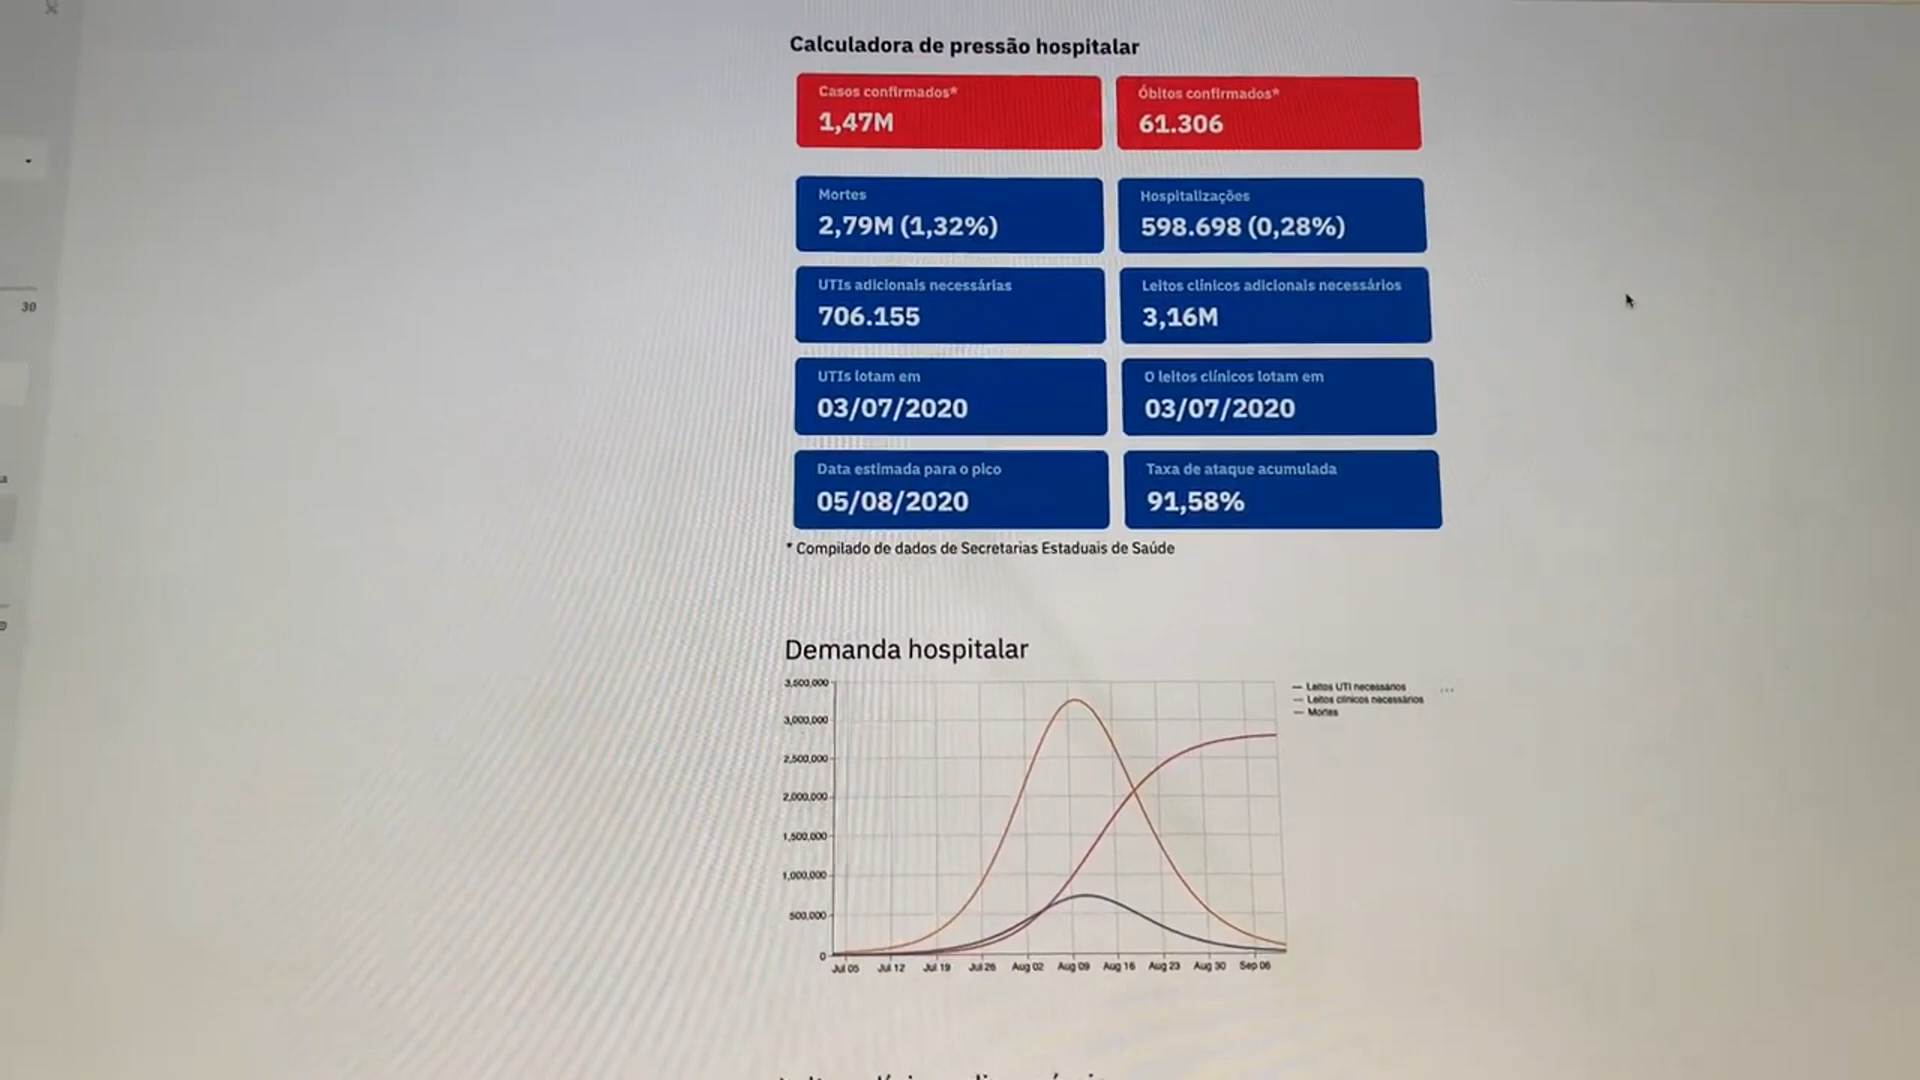 Calculadora de pressão hospitalar
Casos confirmados*
1,47M
Óbitos confirmados*
61.306
Mortes
2,79M (1,32%)
Hospitalizações
598.698 (0,28%)
UTIs adicionais necessárias
706.155
Leitos clínicos adicionais necessários
3,16M
UTIs lotam em
03/07/2020
O leitos clínicos lotam em
03/07/2020
Data estimada para o pico
05/08/2020
Taxa de ataque acumulada
91,58%
* Compilado de dados de Secretarias Estaduais de Saúde
30
Demanda hospitalar
3,500,000
3,000,000
2,500,000
2,000,000
1,500,000
1,000,000
500,000
0
Jul 05 Jul 12 Jul 19 Jul 26 Aug 02 Aug 09 Aug 16 Aug 23 Aug 30 Sep 06
Leitos UTI necessários
Leitos clínicos necessários
Mortes